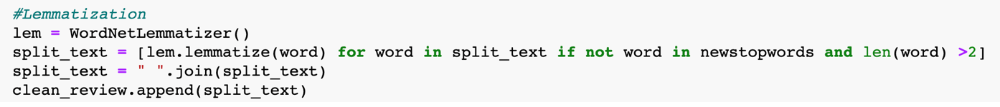 #Lemmatization
lem = WordNetLemmatizer()
split_text = [lem.lemmatize(word) for word in split_text if not word in newstopwords and len(word) >2]
split_text = " ".join(split_text)
clean_review.append(split_text)